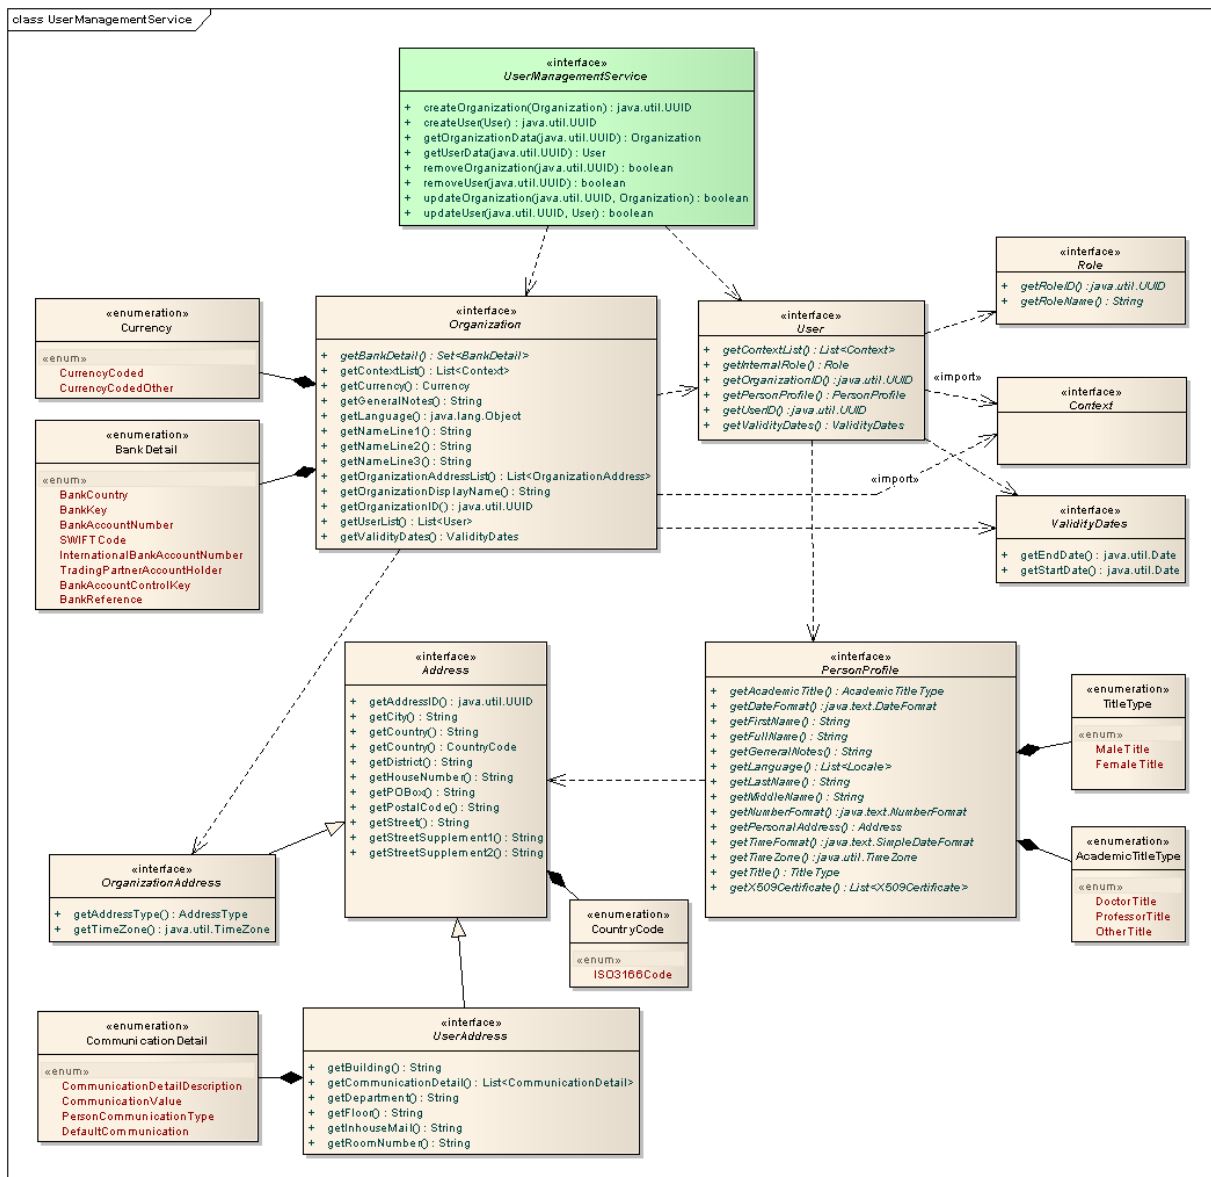 class UserManagementService
«interface»
UserManagementService
+ createOrganization(Organization) : java.util.UUID
+ createUser(User) : java.util.UUID
+ getOrganizationData(java.util.UUID) : Organization
+ getUserData(java.util.UUID) : User
+ removeOrganization(java.util.UUID) : boolean
+ removeUser(java.util.UUID) : boolean
+ updateOrganization(java.util.UUID, Organization) : boolean
+ updateUser(java.util.UUID, User) : boolean
«interface»
Role
+ getRoleID() :java.util.UUID
+ getRoleName() : String
«enumeration»
Currency
«enum»
CurrencyCoded
CurrencyCodedOther
«interface»
Organization
+ getBankDetail() : Set<BankDetail>
+ getContextList() : List<Context>
+ getCurrency() : Currency
+ getGeneralNotes() : String
+ getLanguage() : java.lang.Object
+ getNameLine1() : String
+ getNameLine2() : String
+ getNameLine3() : String
+ getOrganizationAddressList() : List<OrganizationAddress>
+ getOrganizationDisplayName() : String
+ getOrganizationID() : java.util.UUID
+ getUserList() : List<User>
+ getValidityDates() : ValidityDates
«interface»
User
+ getContextList() : List<Context>
+ getInternalRole() : Role
+ getOrganizationID() : java.util.UUID
+ getPersonProfile() : PersonProfile
+ getUserID() : java.util.UUID
+ getValidityDates() : ValidityDates
«import»
«interface»
Context
«import»
«enumeration»
BankDetail
«enum»
BankCountry
BankKey
BankAccountNumber
SWIFTCode
InternationalBankAccountNumber
TradingPartnerAccountHolder
BankAccountControlKey
BankReference
«interface»
ValidityDates
+ getEndDate() : java.util.Date
+ getStartDate() : java.util.Date
«interface»
Address
+ getAddressID() : java.util.UUID
+ getCity() : String
+ getCountry() : String
+ getCountry() : CountryCode
+ getDistrict() : String
+ getHouseNumber() : String
+ getPOBox() : String
+ getPostalCode() : String
+ getStreet() : String
+ getStreetSupplement1() : String
+ getStreetSupplement2() : String
«interface»
PersonProfile
+ getAcademicTitle() : AcademicTitleType
+ getDateFormat() :java.text.DateFormat
+ getFirstName() : String
+ getFullName() : String
+ getGeneralNotes() : String
+ getLanguage() : List<Locale>
+ getLastName() : String
+ getMiddleName() : String
+ getNumberFormat() :java.text.NumberFormat
+ getPersonalAddress() : Address
+ getTimeFormat() :java.text.SimpleDateFormat
+ getTimeZone() :java.util.TimeZone
+ getTitle() : TitleType
+ getX509Certificate() : List<X509Certificate>
«enumeration»
TitleType
«enum»
MaleTitle
FemaleTitle
«enumeration»
AcademicTitleType
«enum»
DoctorTitle
ProfessorTitle
OtherTitle
«interface»
OrganizationAddress
+ getAddressType() : AddressType
+ getTimeZone() : java.util.TimeZone
«enumeration»
CountryCode
«enum»
ISO3166Code
«enumeration»
CommunicationDetail
«enum»
CommunicationDetailDescription
CommunicationValue
PersonCommunicationType
DefaultCommunication
«interface»
UserAddress
+ getBuilding() : String
+ getCommunicationDetail() : List<CommunicationDetail>
+ getDepartment() : String
+ getFloor() : String
+ getInhouseMail() : String
+ getRoomNumber() : String